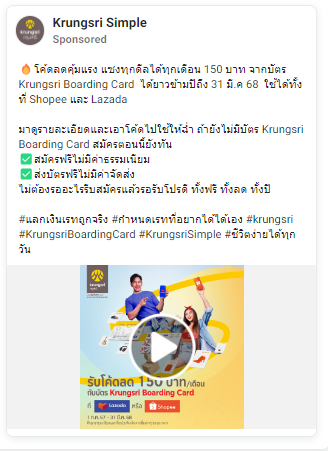 Krungsri Simple
Sponsored
🔥โค้ดลดคุ้มแรง แซงทุกดีลได้ทุกเดือน 150 บาท จากบัตร
Krungsri Boarding Card ได้ยาวข้ามปีถึง 31 มี.ค 68 ใช้ได้ทั้ง
ที่ Shopee และ Lazada
มาดูรายละเอียดและเอาโค้ดไปใช้ให้ฉ่ำ ถ้ายังไม่มีบัตร Krungsri
Boarding Card สมัครตอนนี้ยังทัน
✅สมัครฟรีไม่มีค่าธรรมเนียม
✅ส่งบัตรฟรีไม่มีค่าจัดส่ง
ไม่ต้องรออะไรรีบสมัครแล้วรอรับโปรดี ทั้งฟรี ทั้งลด ทั้งปี
#แลกเงินเรทถูกจริง #กำหนดเรทที่อยากได้ได้เอง #krungsri
#KrungsriBoardingCard #KrungsriSimple #ชีวิตง่ายได้ทุก
วัน
krungsri
กรุงศรี
รับโค้ดลด 150 บาท/เดือน
กับบัตร Krungsri Boarding Card
ที่ Lazada หรือ Shopee
1 ก.ค. 67 - 31 มี.ค. 68